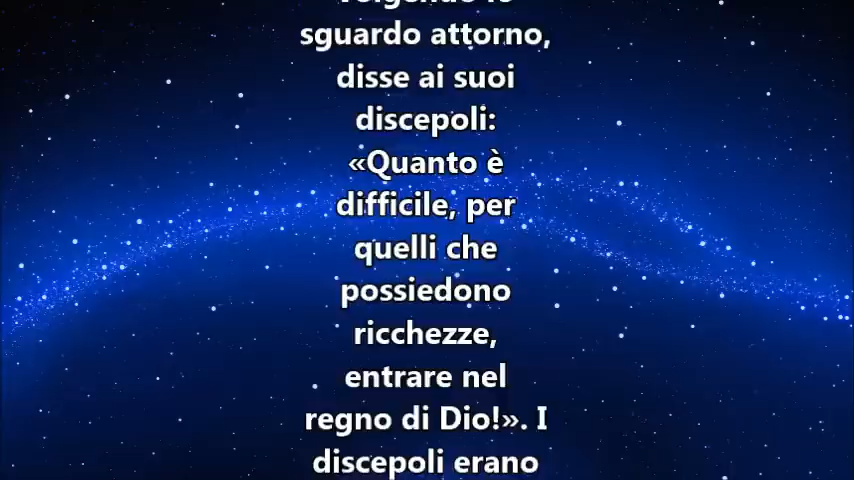 sguardo attorno,
disse ai suoi
discepoli:
«Quanto è
difficile, per
quelli che
possiedono
ricchezze,
entrare nel
regno di Dio!». I
discepoli erano